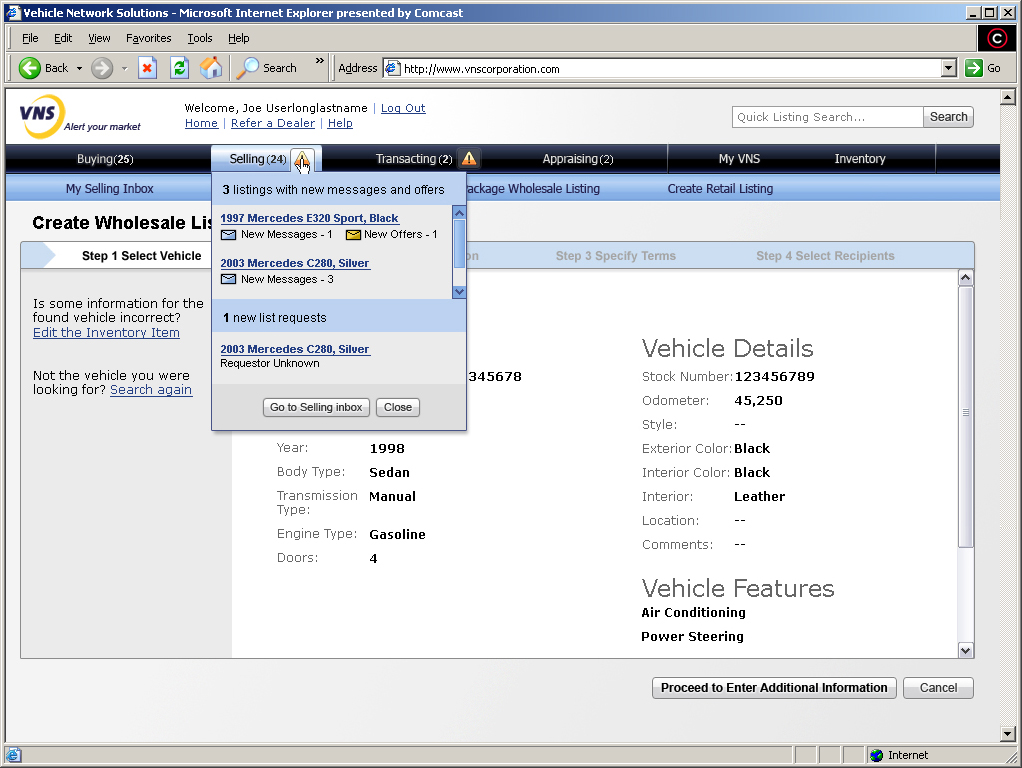 Vehicle Network Solutions - Microsoft Internet Explorer presented by Comcast
File Edit View Favorites Tools Help
Back Search » Address http://www.vnscorporation.com Go
VNS Alert your market
Welcome, Joe Userlonglastname | Log Out
Home | Refer a Dealer | Help
Quick Listing Search... Search
Buying(25) Selling(24) Transacting(2) Appraising(2) My VNS Inventory
My Selling Inbox Package Wholesale Listing Create Retail Listing
3 listings with new messages and offers
1997 Mercedes E320 Sport, Black
New Messages - 1 New Offers - 1
2003 Mercedes C280, Silver
New Messages - 3
1 new list requests
2003 Mercedes C280, Silver
Requestor Unknown
Go to Selling inbox Close
Create Wholesale Lis
Step 1 Select Vehicle on Step 3 Specify Terms Step 4 Select Recipients
Is some information for the
found vehicle incorrect?
Edit the Inventory Item
Not the vehicle you were
looking for? Search again
345678
Year: 1998
Body Type: Sedan
Transmission Type: Manual
Engine Type: Gasoline
Doors: 4
Vehicle Details
Stock Number: 123456789
Odometer: 45,250
Style: --
Exterior Color: Black
Interior Color: Black
Interior: Leather
Location: --
Comments: --
Vehicle Features
Air Conditioning
Power Steering
Proceed to Enter Additional Information Cancel
Internet